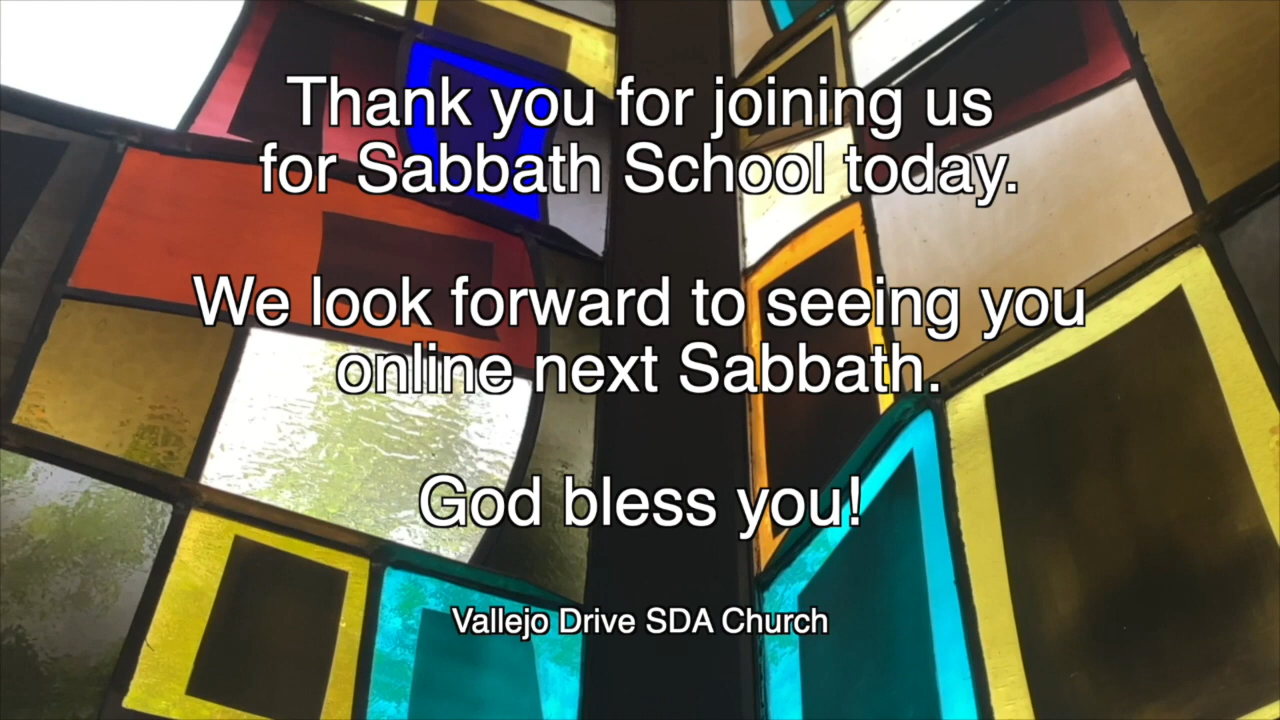 Thank you for joining us
for Sabbath School today.
We look forward to seeing you
online next Sabbath.
God bless you!
Vallejo Drive SDA Church